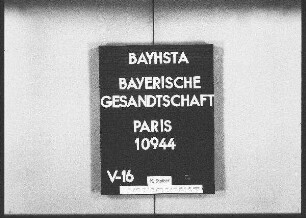 BAYHSTA
BAYERISCHE
GESANDTSCHAFT
PARIS
10944
V-16